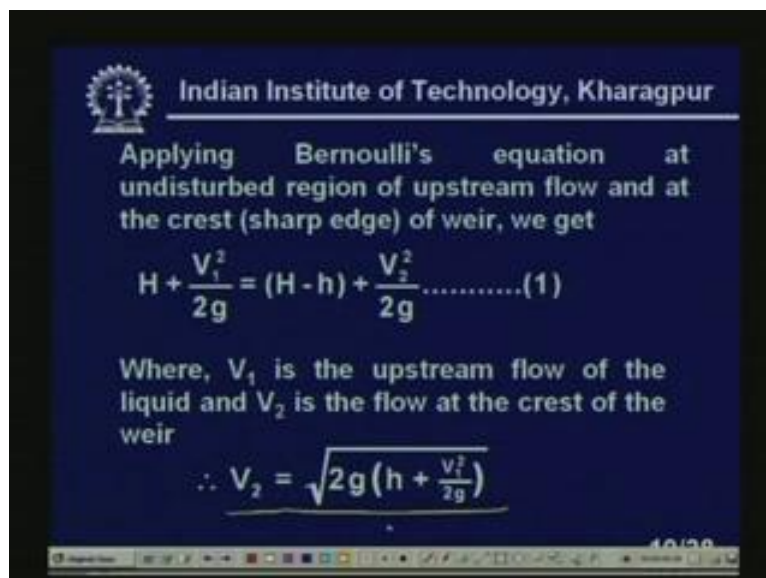 Indian Institute of Technology, Kharagpur
Applying Bernoulli's equation at
undisturbed region of upstream flow and at
the crest (sharp edge) of weir, we get
H + V₁²/2g = (H - h) + V₂²/2g ...........(1)
Where, V₁ is the upstream flow of the
liquid and V₂ is the flow at the crest of the
weir
∴ V₂ = √(2g(h + V₁²/2g))